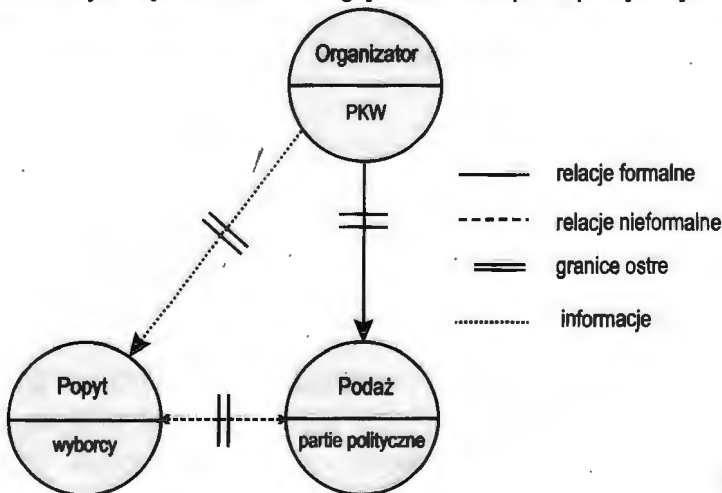 Organizator
PKW
relacje formalne
relacje nieformalne
granice ostre
informacje
Popyt
wyborcy
Podaż
partie polityczne